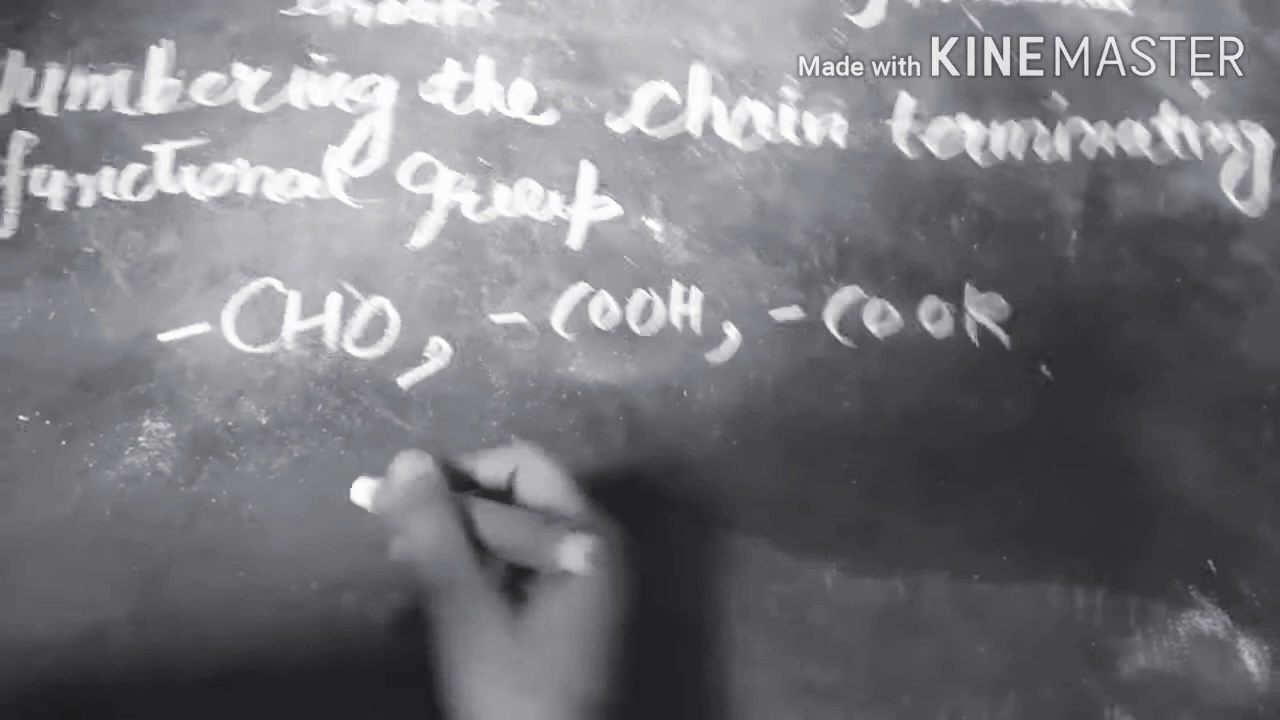 Made with KINEMASTER
Numbering the chain terminating
functional group.
-CHO, -COOH, -COOR